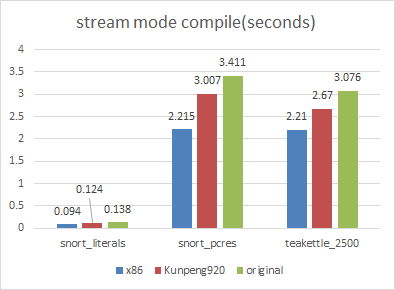 stream mode compile(seconds)
4
3.5
3
2.5
2
1.5
1
0.5
0
0.094
0.124
0.138
2.215
3.007
3.411
2.21
2.67
3.076
snort_literals
snort_pcres
teakettle_2500
x86
Kunpeng920
original